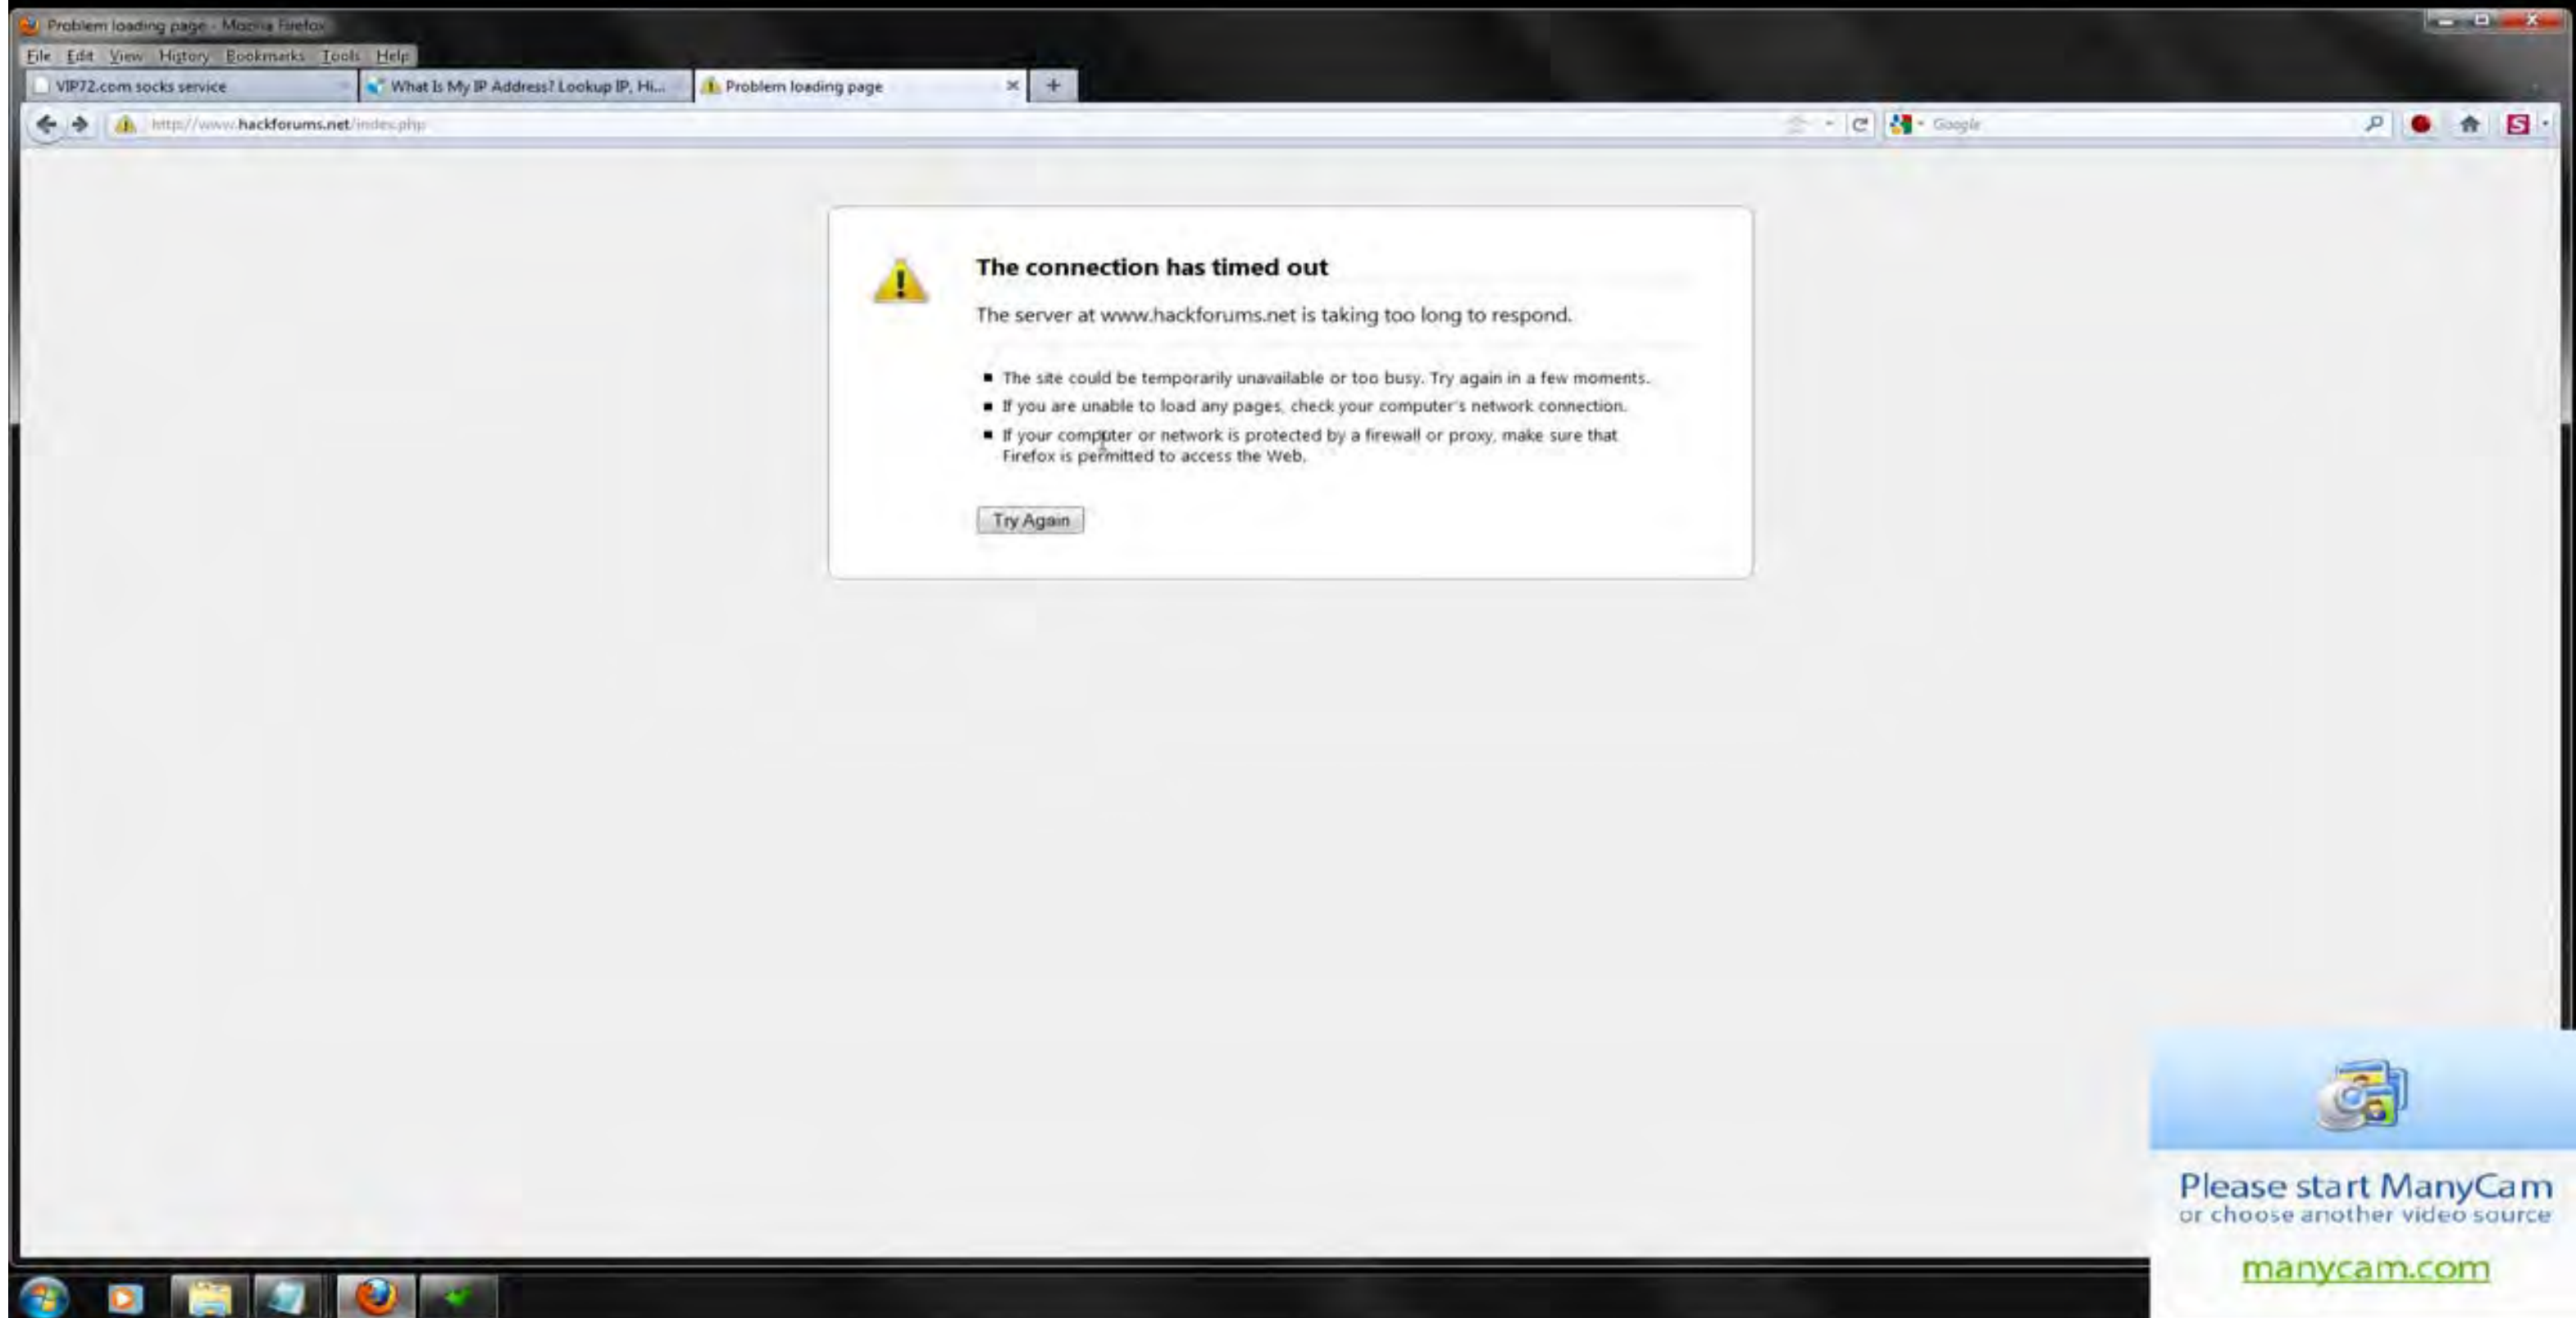 Problem loading page - Mozilla Firefox
File Edit View History Bookmarks Tools Help
VIP72.com socks service
What Is My IP Address? Lookup IP, Hi...
Problem loading page
http://www.hackforums.net/index.php
Google
The connection has timed out
The server at www.hackforums.net is taking too long to respond.
The site could be temporarily unavailable or too busy. Try again in a few moments.
If you are unable to load any pages, check your computer's network connection.
If your computer or network is protected by a firewall or proxy, make sure that
Firefox is permitted to access the Web.
Try Again
Please start ManyCam
or choose another video source
manycam.com